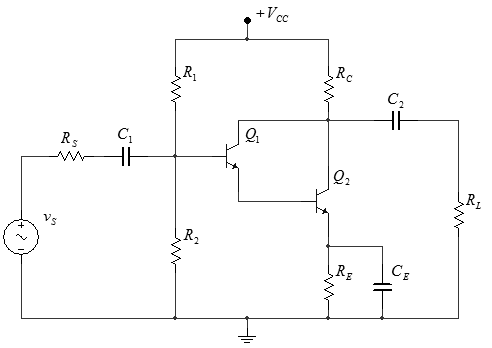 +V_CC
R_1
R_C
C_2
R_S
C_1
Q_1
Q_2
R_L
v_S
R_2
R_E
C_E